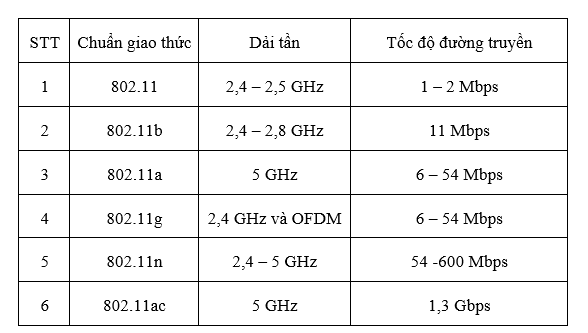 STT Chuẩn giao thức Dải tần Tốc độ đường truyền
1 802.11 2,4 – 2,5 GHz 1 – 2 Mbps
2 802.11b 2,4 – 2,8 GHz 11 Mbps
3 802.11a 5 GHz 6 – 54 Mbps
4 802.11g 2,4 GHz và OFDM 6 – 54 Mbps
5 802.11n 2,4 – 5 GHz 54 -600 Mbps
6 802.11ac 5 GHz 1,3 Gbps